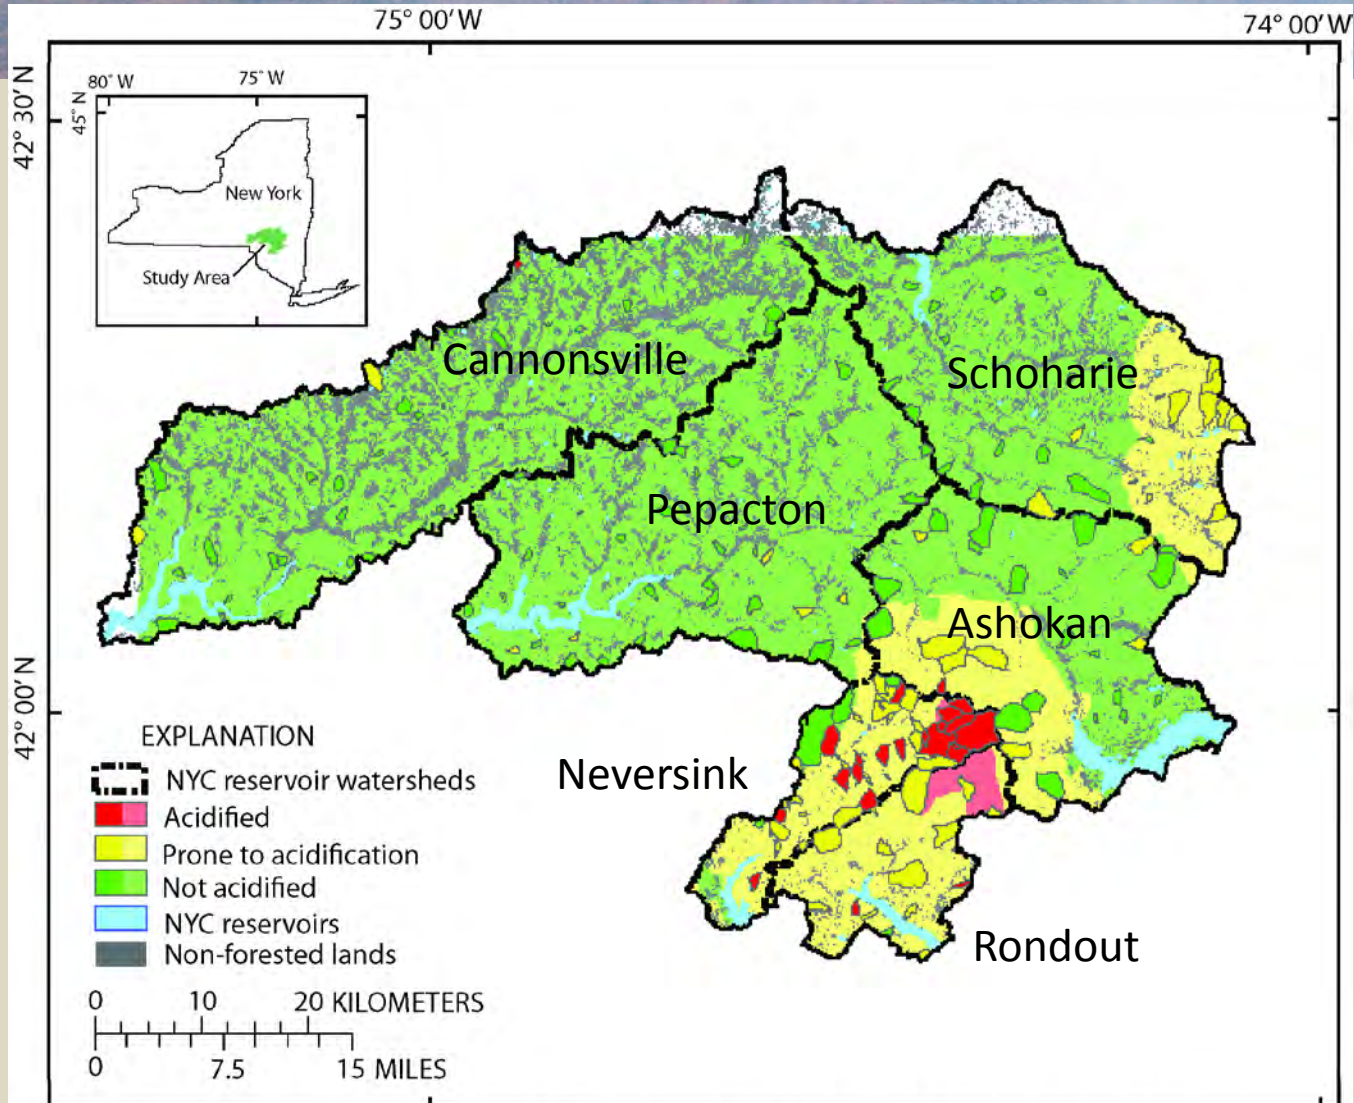 75° 00′ W
74° 00′ W
42° 30′ N
80° W
75° W
45° N
New York
Study Area
Cannonsville
Schoharie
Pepacton
Ashokan
42° 00′ N
Neversink
Rondout
EXPLANATION
NYC reservoir watersheds
Acidified
Prone to acidification
Not acidified
NYC reservoirs
Non-forested lands
0 10 20 KILOMETERS
0 7.5 15 MILES